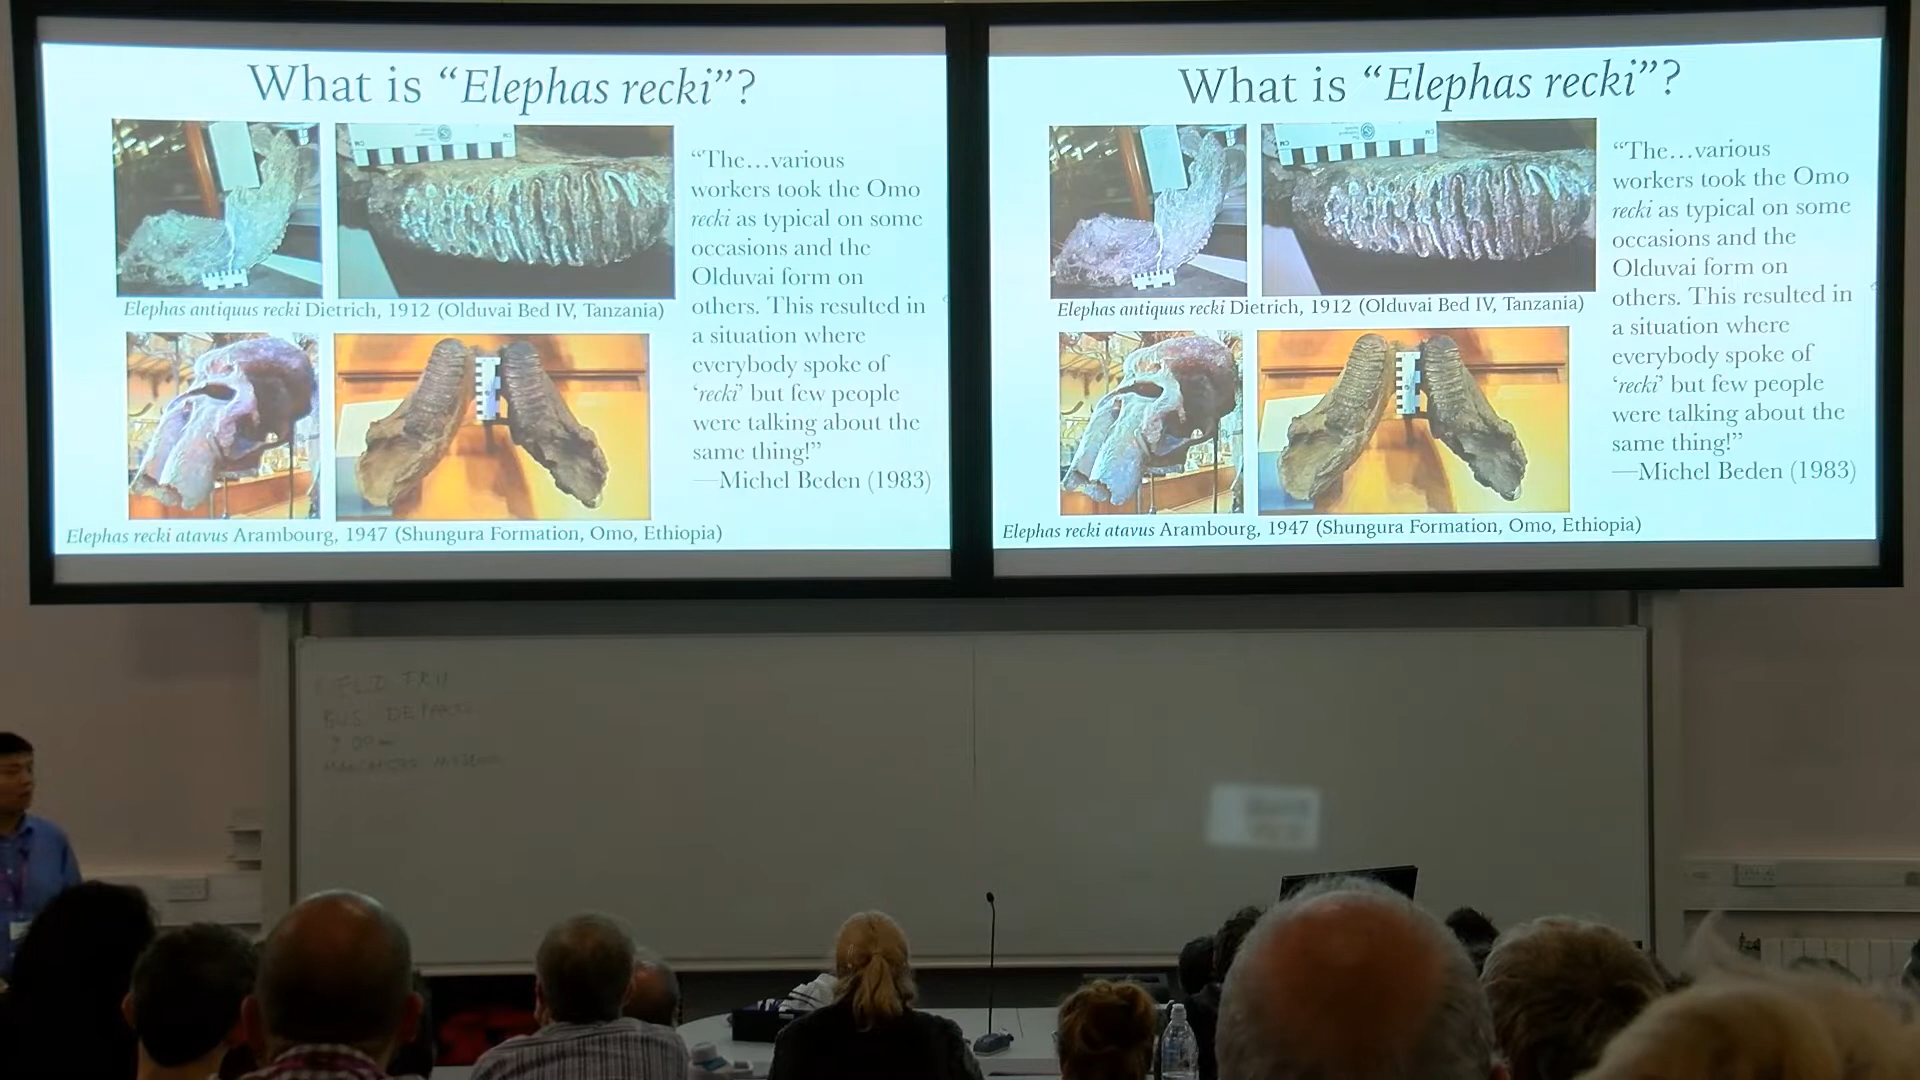 What is “Elephas recki”?
Elephas antiquus recki Dietrich, 1912 (Olduvai Bed IV, Tanzania)
Elephas recki atavus Arambourg, 1947 (Shungura Formation, Omo, Ethiopia)
“The…various
workers took the Omo
recki as typical on some
occasions and the
Olduvai form on
others. This resulted in
a situation where
everybody spoke of
‘recki’ but few people
were talking about the
same thing!”
—Michel Beden (1983)
What is “Elephas recki”?
Elephas antiquus recki Dietrich, 1912 (Olduvai Bed IV, Tanzania)
Elephas recki atavus Arambourg, 1947 (Shungura Formation, Omo, Ethiopia)
“The…various
workers took the Omo
recki as typical on some
occasions and the
Olduvai form on
others. This resulted in
a situation where
everybody spoke of
‘recki’ but few people
were talking about the
same thing!”
—Michel Beden (1983)
BUS